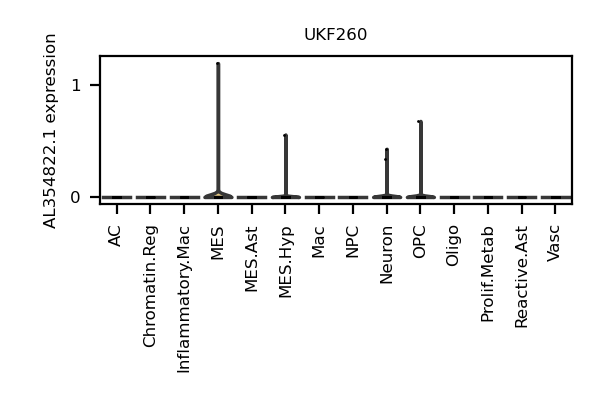 UKF260
AL354822.1 expression
1
0
AC
Chromatin.Reg
Inflammatory.Mac
MES
MES.Ast
MES.Hyp
Mac
NPC
Neuron
OPC
Oligo
Prolif.Metab
Reactive.Ast
Vasc